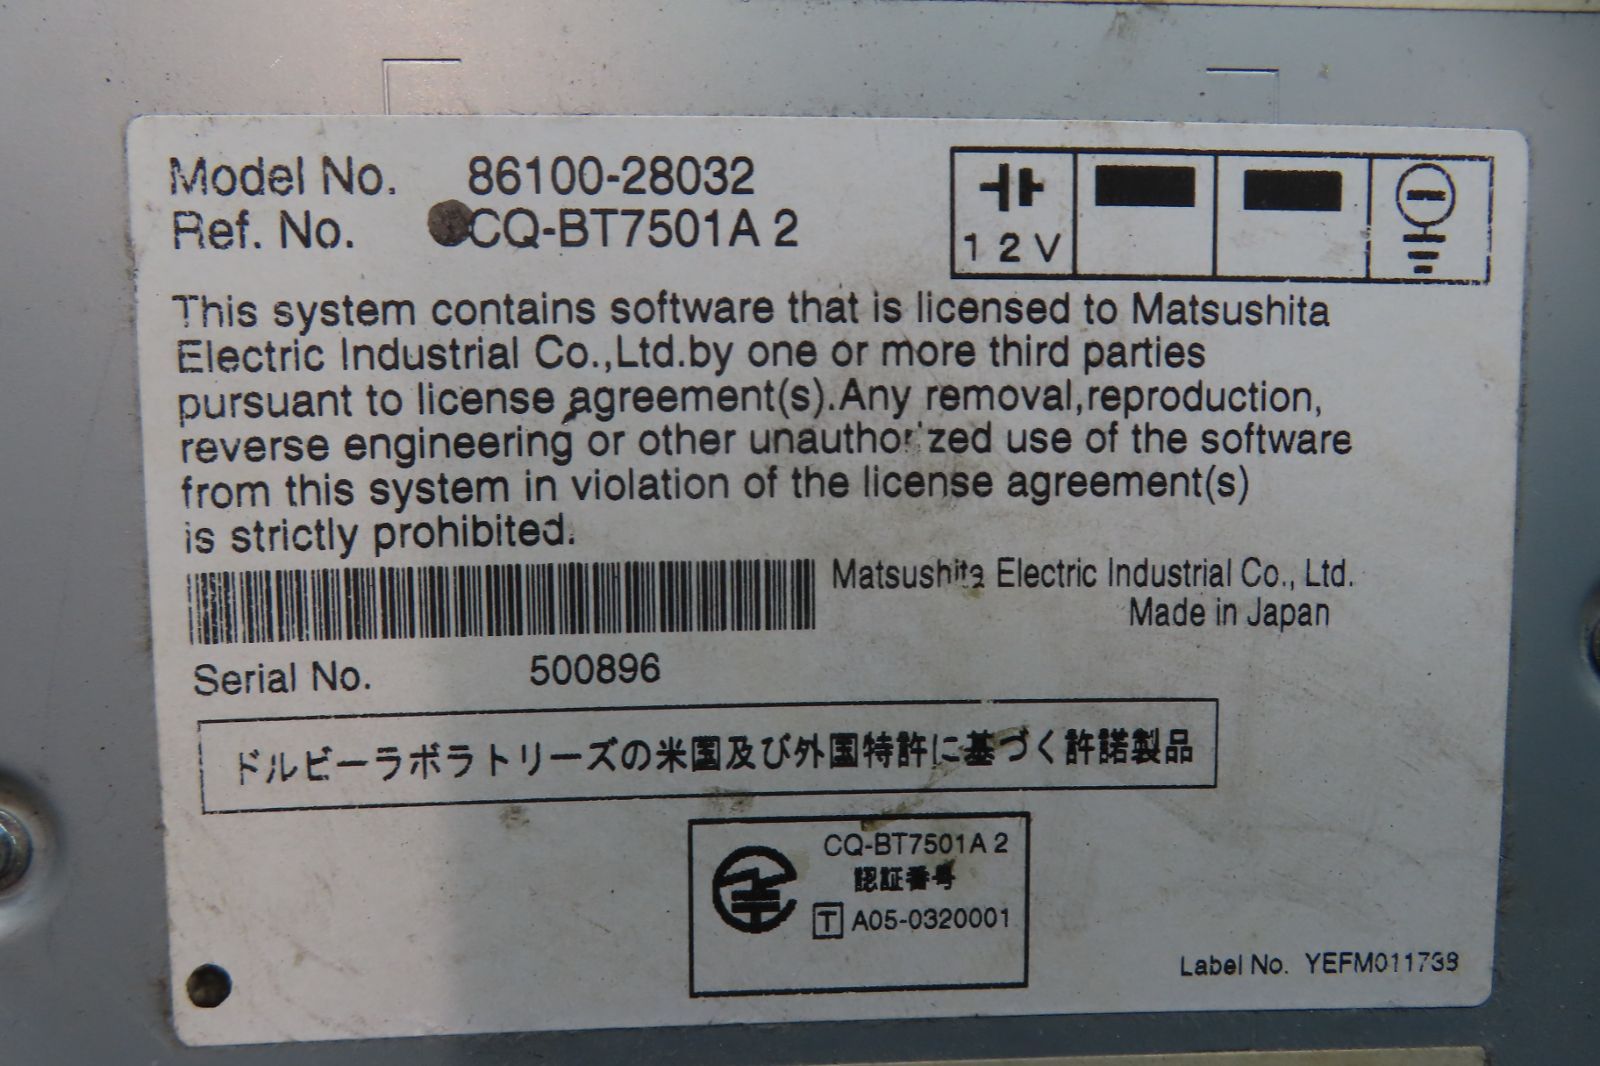 Model No. 86100-28032
Ref. No. CQ-BT7501A 2
12V
This system contains software that is licensed to Matsushita
Electric Industrial Co.,Ltd.by one or more third parties
pursuant to license agreement(s).Any removal,reproduction,
reverse engineering or other unauthorized use of the software
from this system in violation of the license agreement(s)
is strictly prohibited.
Matsushita Electric Industrial Co., Ltd.
Made in Japan
Serial No. 500896
ドルビーラボラトリーズの米国及び外国特許に基づく許諾製品
CQ-BT7501A 2
認証番号
T A05-0320001
Label No. YEFM011738